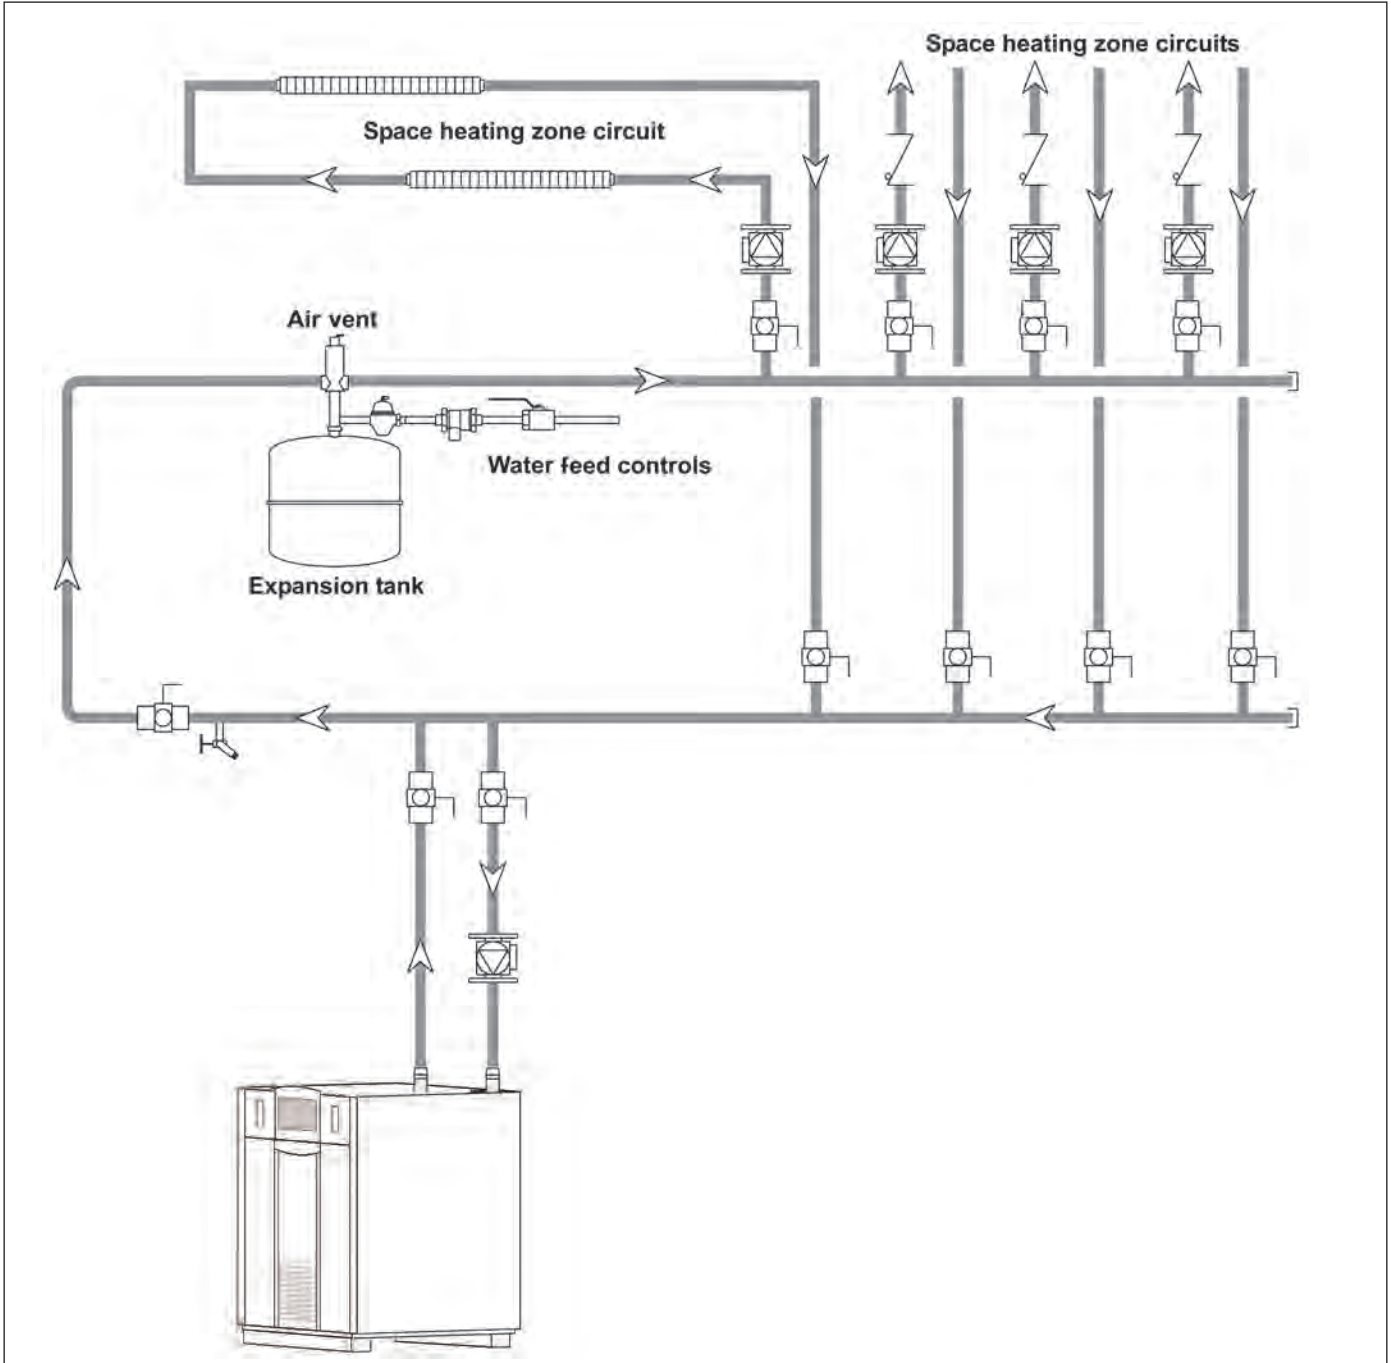 Space heating zone circuits
Space heating zone circuit
Air vent
Water feed controls
Expansion tank